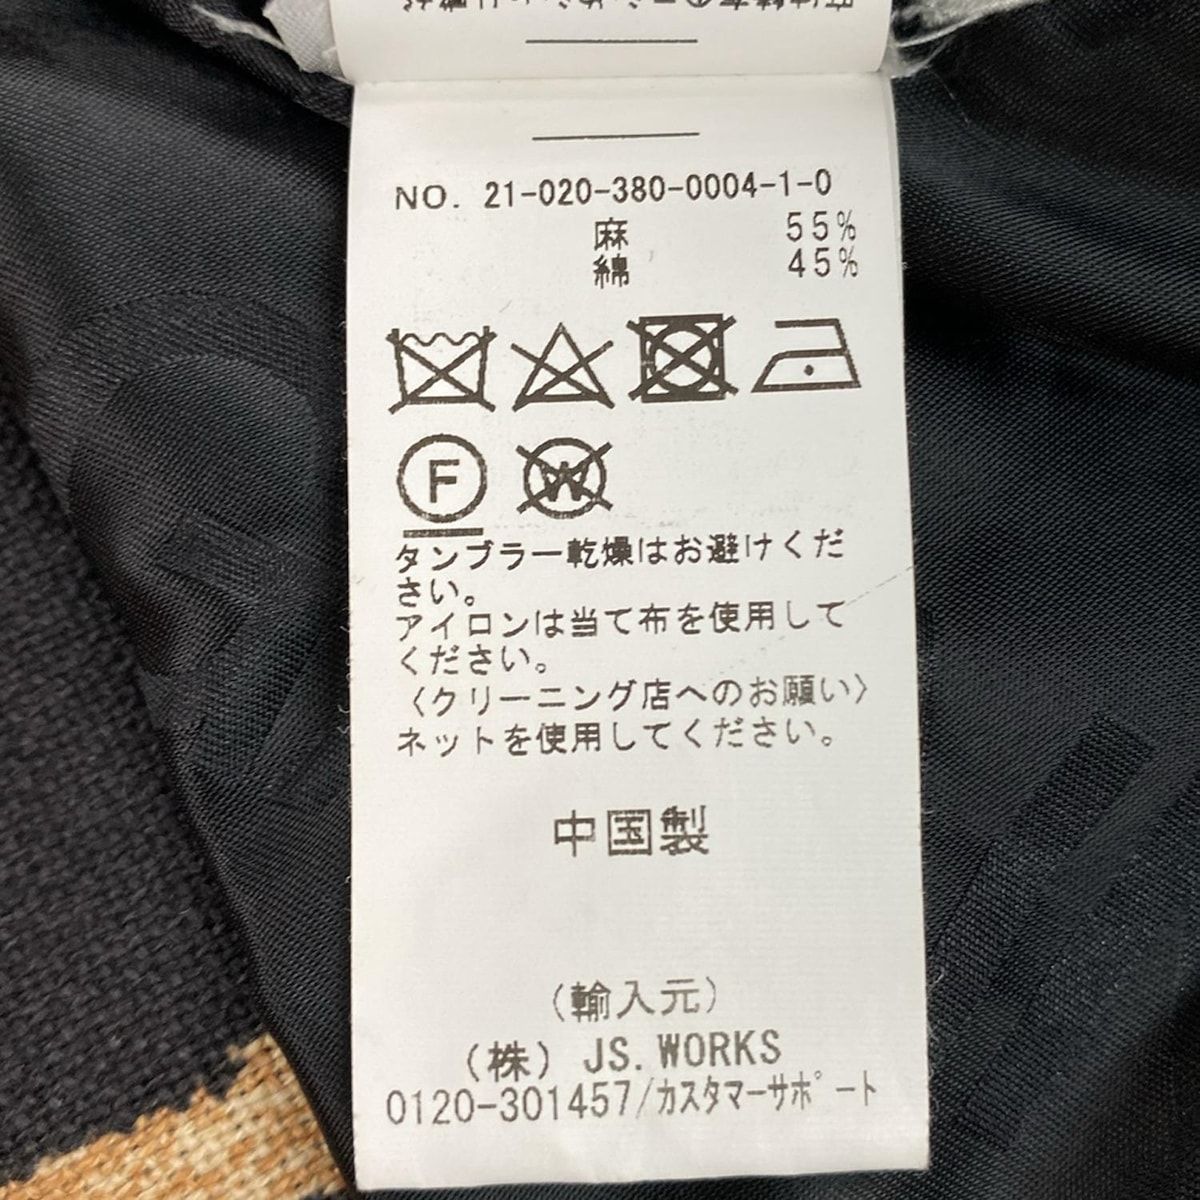 NO. 21-020-380-0004-1-0
麻 55%
綿 45%
F W
タンブラー乾燥はお避けくだ
さい。
アイロンは当て布を使用して
ください。
〈クリーニング店へのお願い〉
ネットを使用してください。
中国製
(輸入元)
(株) JS.WORKS
0120-301457/カスタマーサポート